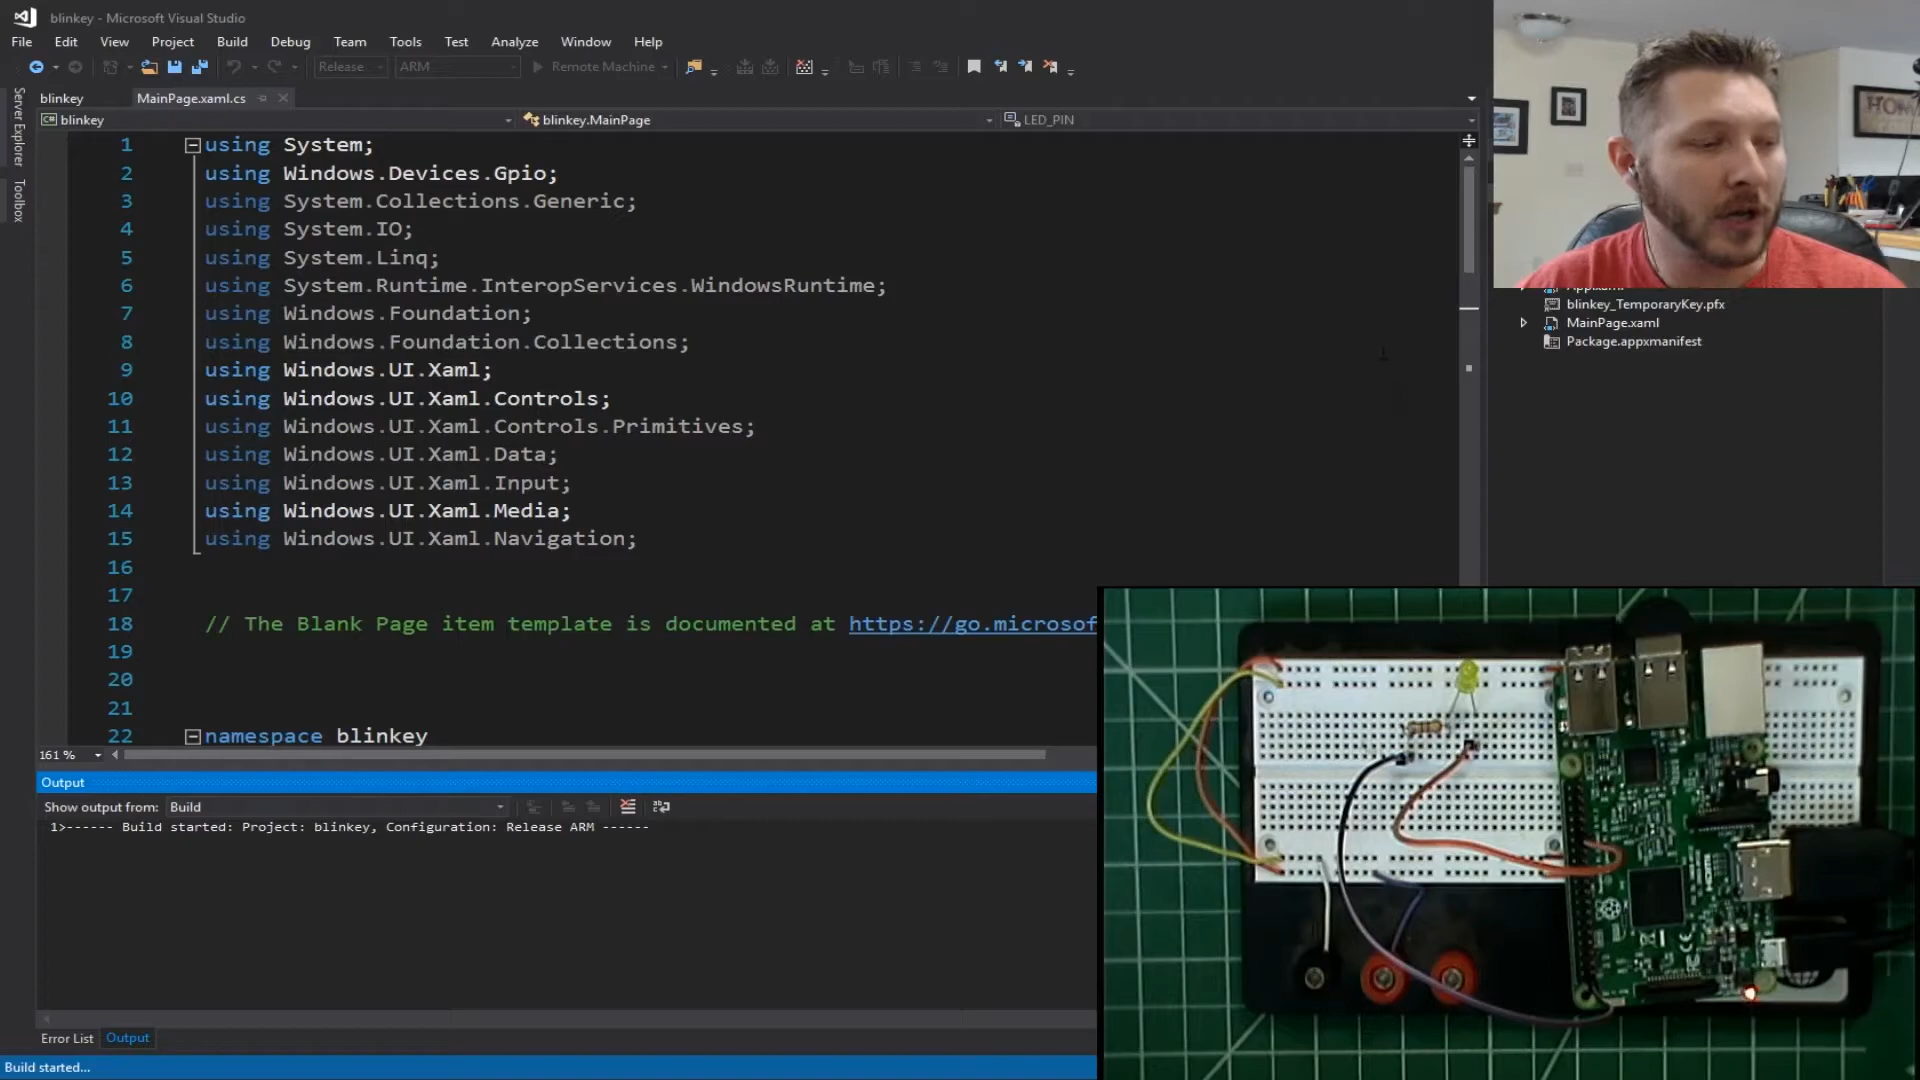 blinkey - Microsoft Visual Studio
File Edit View Project Build Debug Team Tools Test Analyze Window Help
Release ARM Remote Machine
Server Explorer
Toolbox
blinkey MainPage.xaml.cs
C# blinkey blinkey.MainPage LED_PIN
1 using System;
2 using Windows.Devices.Gpio;
3 using System.Collections.Generic;
4 using System.IO;
5 using System.Linq;
6 using System.Runtime.InteropServices.WindowsRuntime;
7 using Windows.Foundation;
8 using Windows.Foundation.Collections;
9 using Windows.UI.Xaml;
10 using Windows.UI.Xaml.Controls;
11 using Windows.UI.Xaml.Controls.Primitives;
12 using Windows.UI.Xaml.Data;
13 using Windows.UI.Xaml.Input;
14 using Windows.UI.Xaml.Media;
15 using Windows.UI.Xaml.Navigation;
16
17
18 // The Blank Page item template is documented at https://go.microsof
19
20
21
22 namespace blinkey
161 %
blinkey_TemporaryKey.pfx
MainPage.xaml
Package.appxmanifest
HOM
Output
Show output from: Build
1>------ Build started: Project: blinkey, Configuration: Release ARM ------
Error List Output
Build started...
HDMI